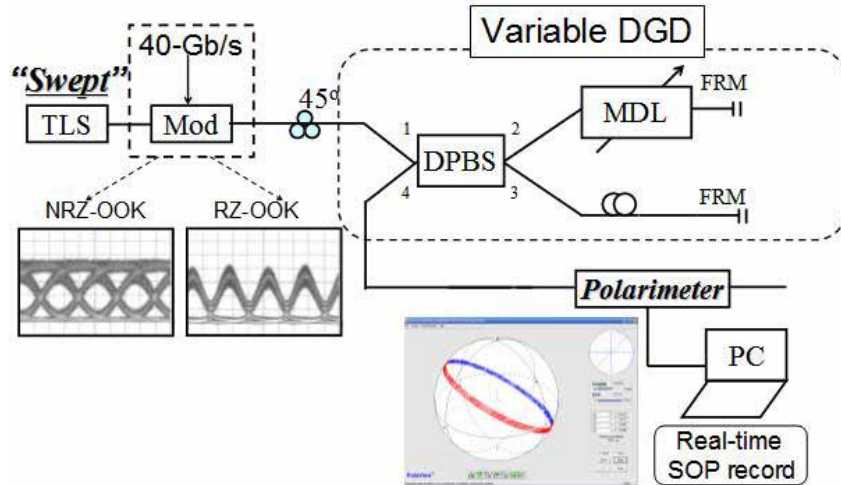 Variable DGD
40-Gb/s
"Swept"
TLS
Mod
45°
1
2
3
4
DPBS
MDL
FRM
FRM
NRZ-OOK
RZ-OOK
Polarimeter
PC
Real-time
SOP record